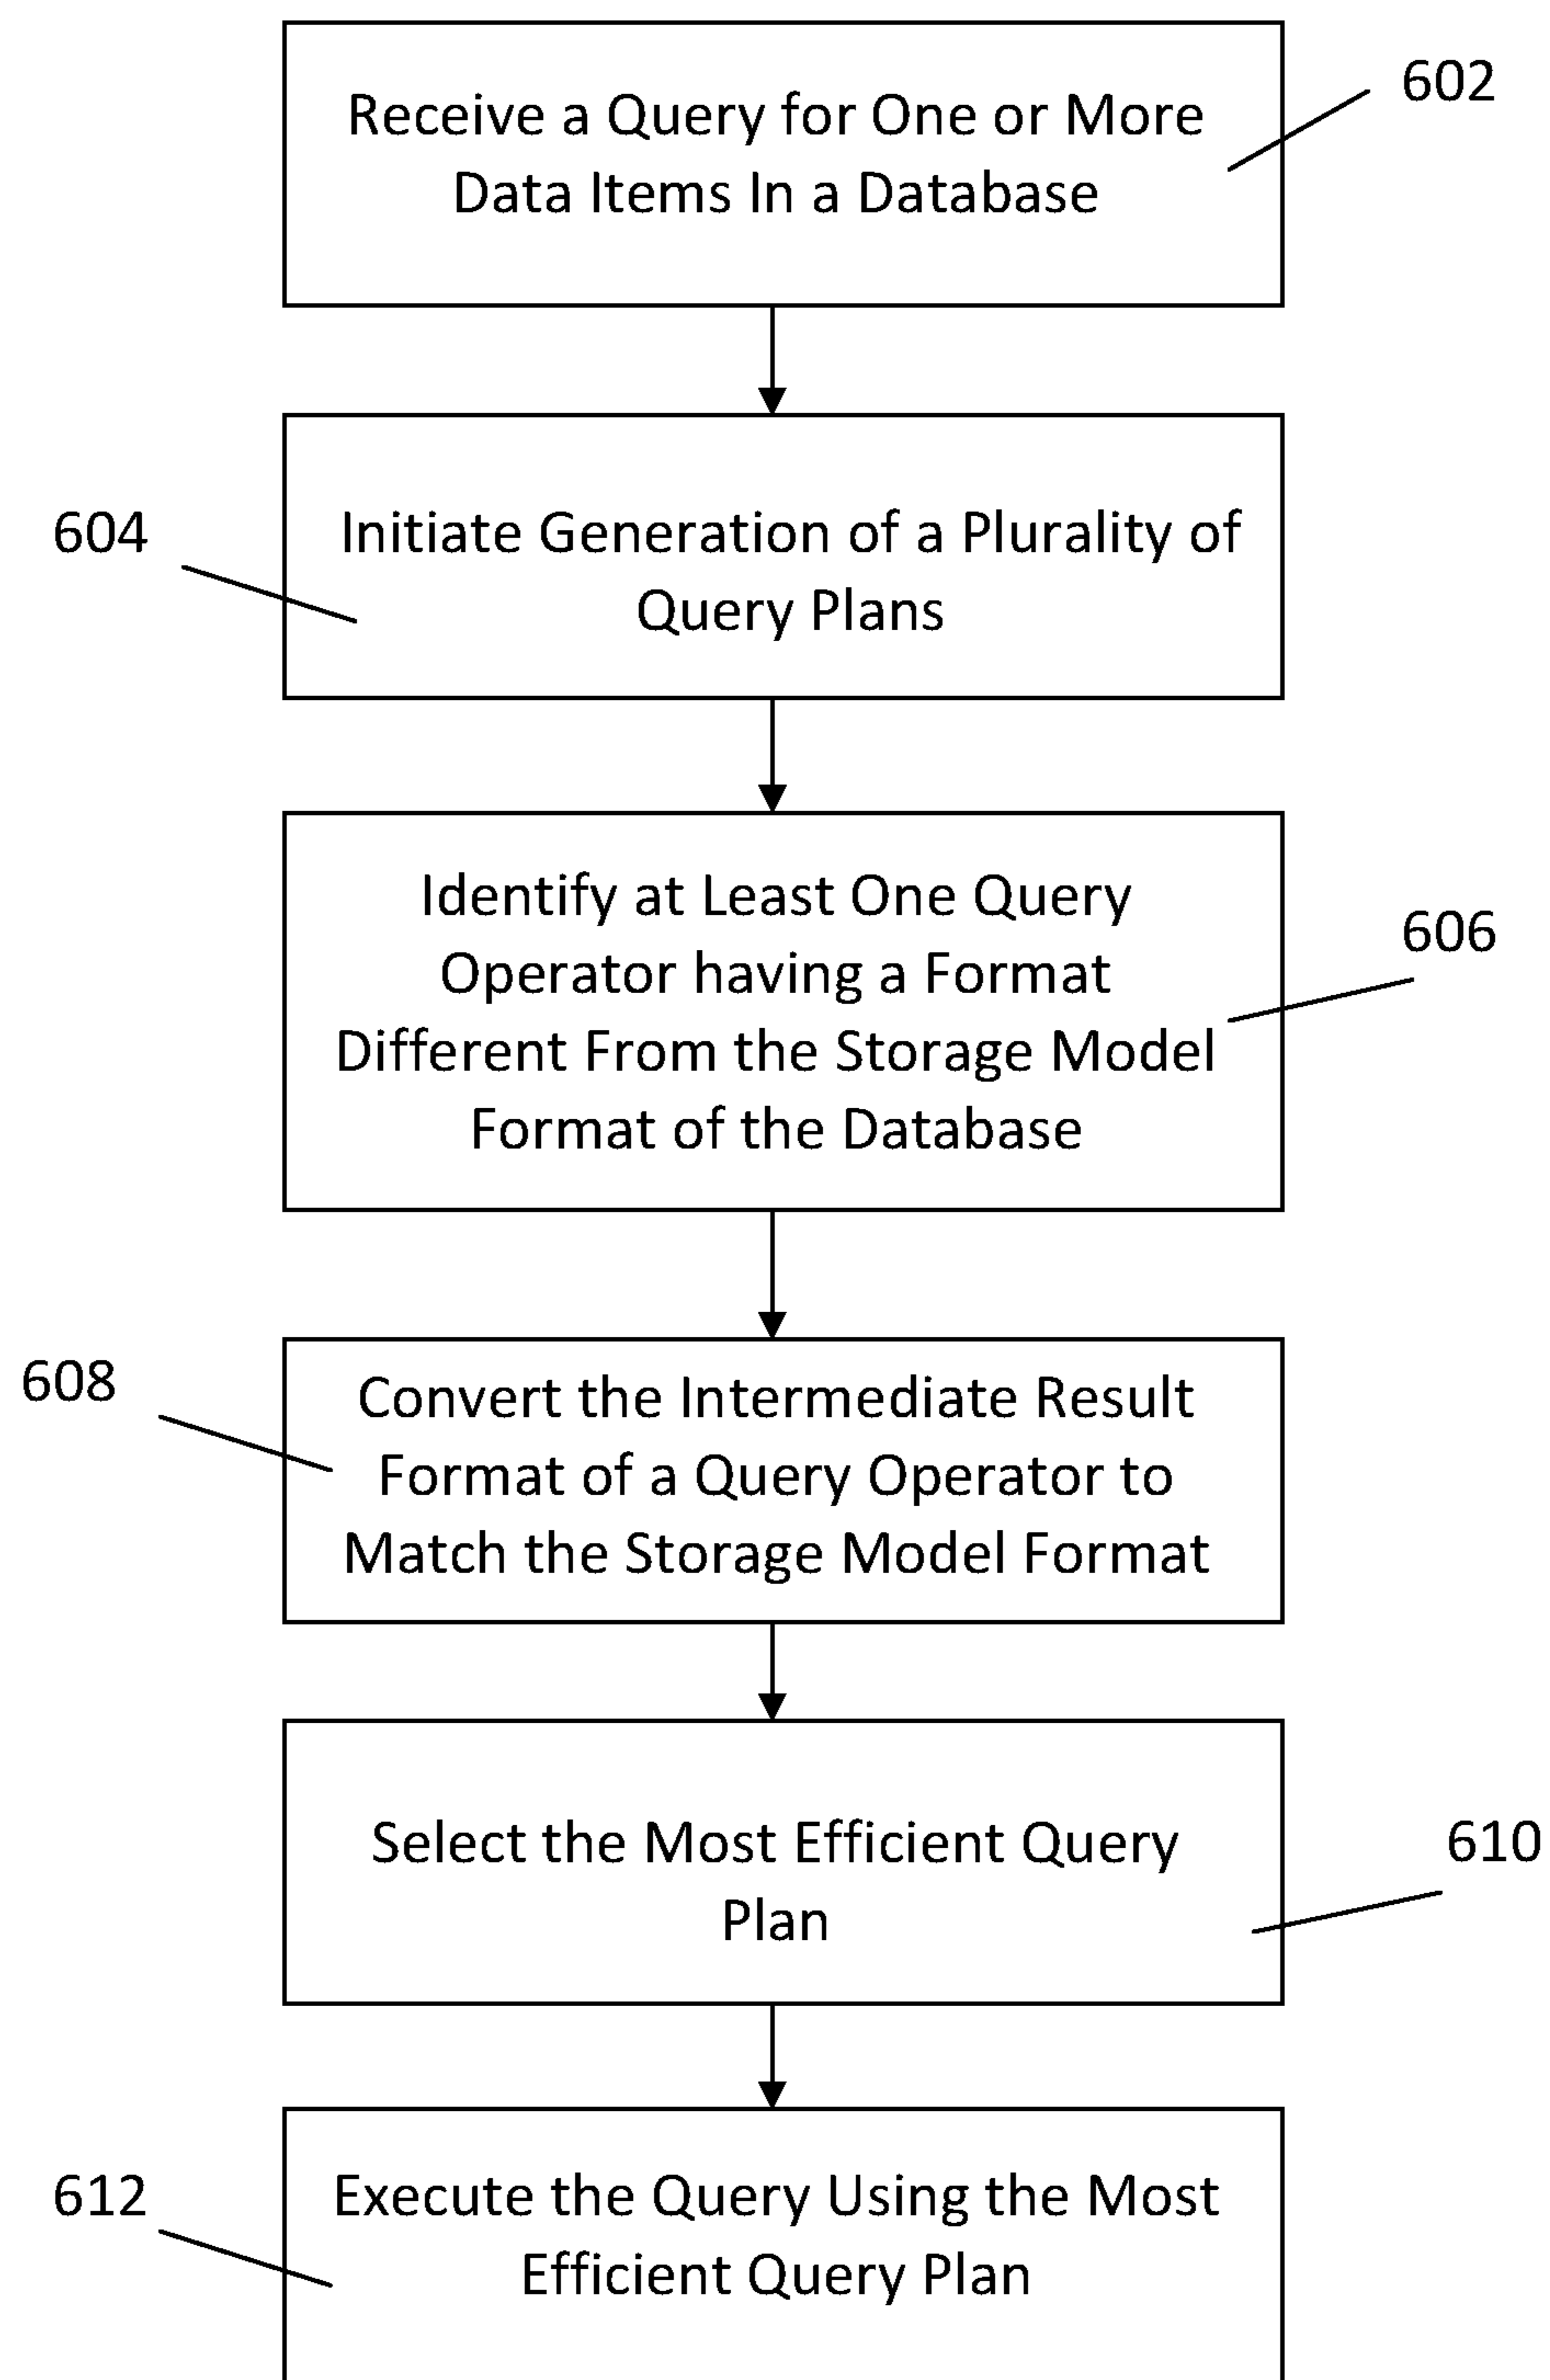 Receive a Query for One or More
Data Items In a Database
602
Initiate Generation of a Plurality of
Query Plans
604
Identify at Least One Query
Operator having a Format
Different From the Storage Model
Format of the Database
606
Convert the Intermediate Result
Format of a Query Operator to
Match the Storage Model Format
608
Select the Most Efficient Query
Plan
610
Execute the Query Using the Most
Efficient Query Plan
612